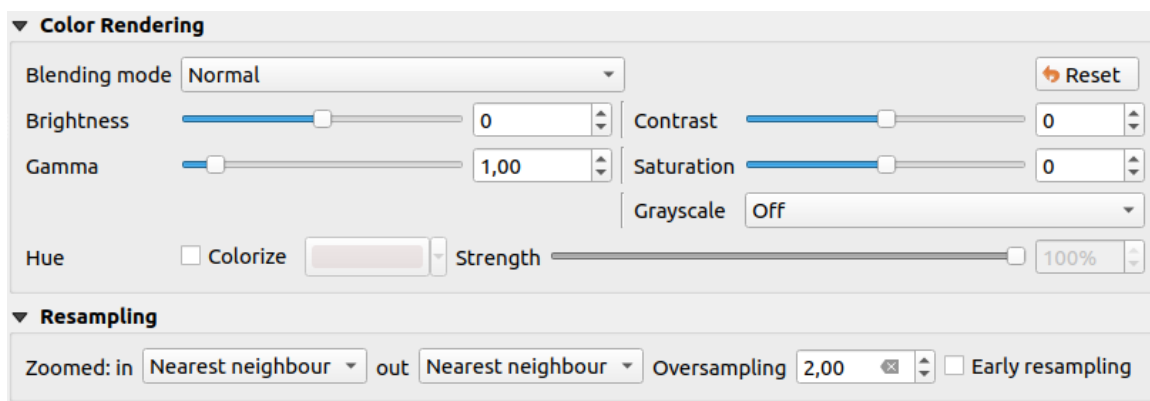 Color Rendering
Blending mode Normal Reset
Brightness 0 Contrast 0
Gamma 1,00 Saturation 0
Grayscale Off
Hue Colorize Strength 100%
Resampling
Zoomed: in Nearest neighbour out Nearest neighbour Oversampling 2,00 Early resampling